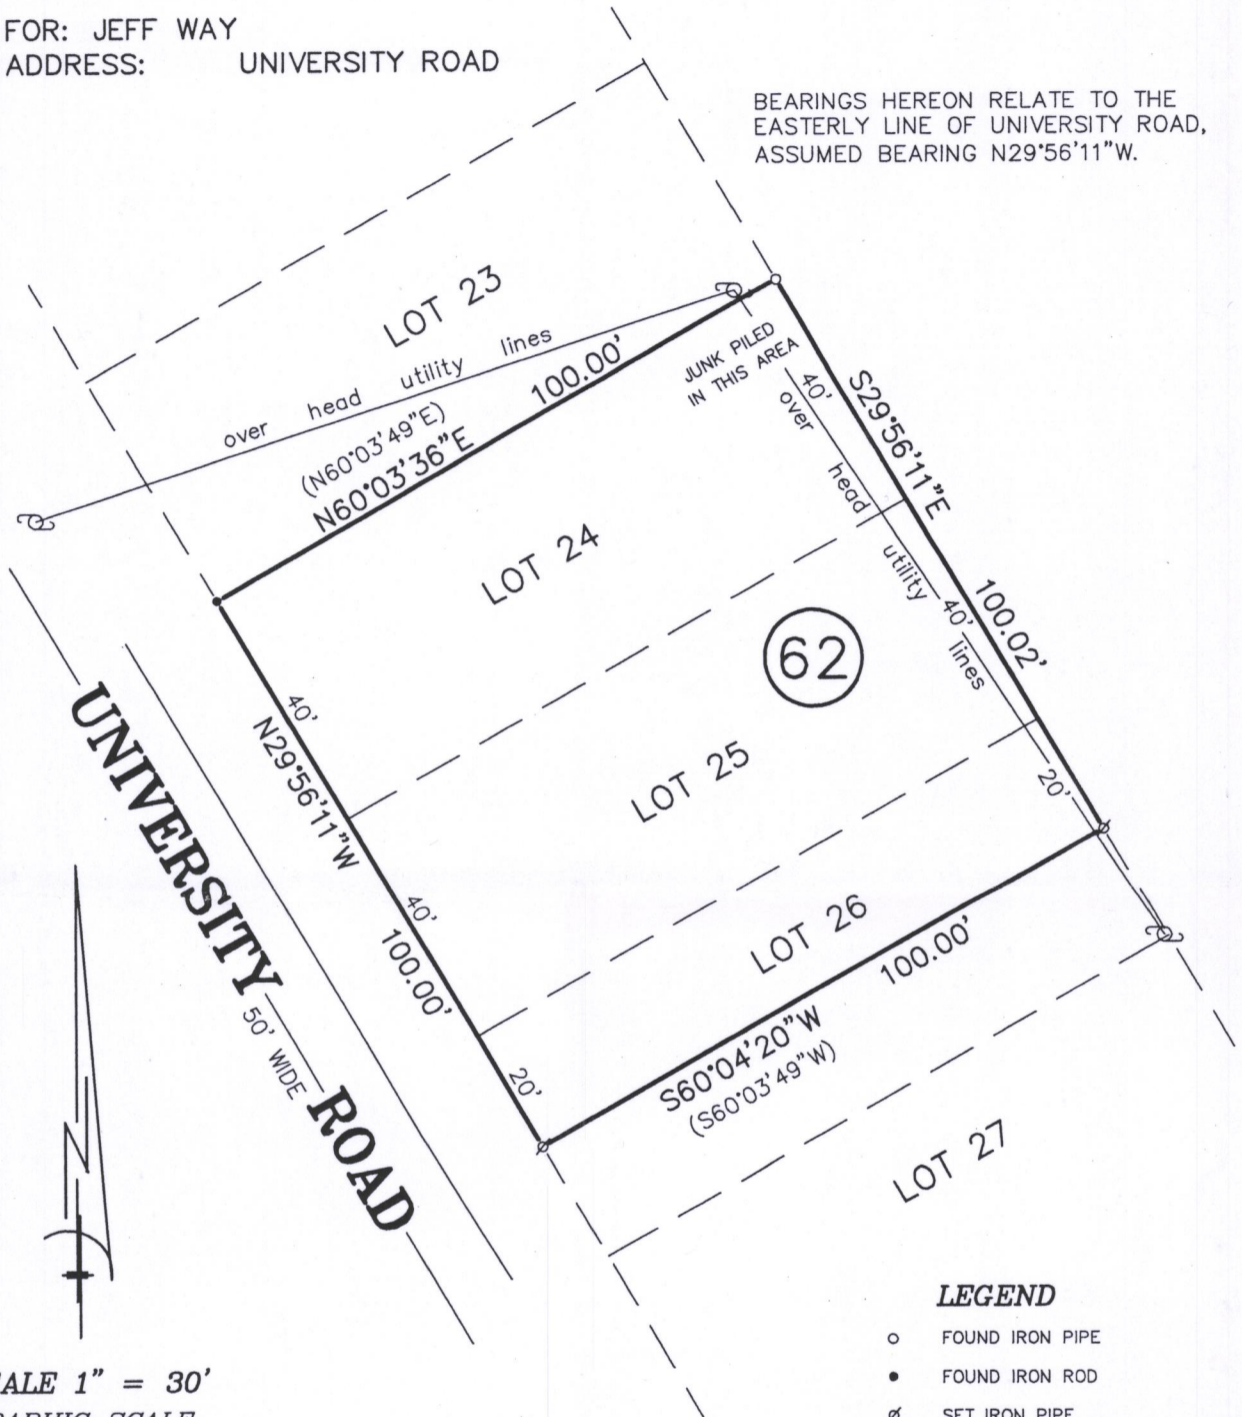 FOR: JEFF WAY
ADDRESS: UNIVERSITY ROAD
BEARINGS HEREON RELATE TO THE
EASTERLY LINE OF UNIVERSITY ROAD,
ASSUMED BEARING N29°56'11"W.
LOT 23
over head utility lines
100.00'
(N60°03'49"E)
N60°03'36"E
JUNK PILED
IN THIS AREA
40'
S29°56'11"E
over head utility lines
LOT 24
40'
100.02'
62
40'
N29°56'11"W
LOT 25
20'
40'
100.00'
LOT 26
100.00'
UNIVERSITY ROAD
50' WIDE
20'
S60°04'20"W
(S60°03'49"W)
LOT 27
N
LEGEND
FOUND IRON PIPE
FOUND IRON ROD
SET IRON PIPE
1" = 30'
SCALE